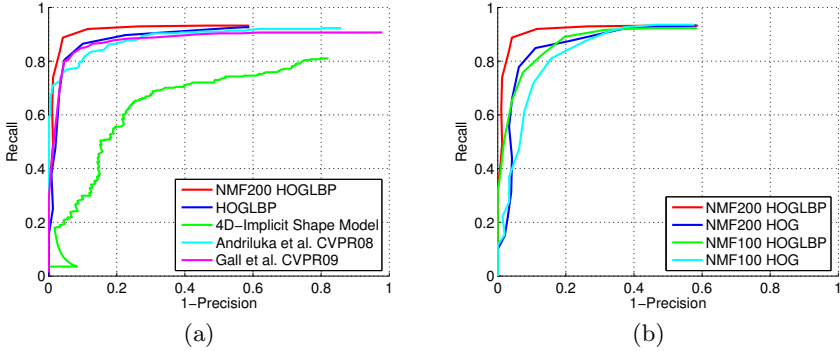 1
0.8
0.6
0.4
0.2
0
Recall
0 0.2 0.4 0.6 0.8 1
1−Precision
NMF200 HOGLBP
HOGLBP
4D−Implicit Shape Model
Andriluka et al. CVPR08
Gall et al. CVPR09
(a)
1
0.8
0.6
0.4
0.2
0
Recall
0 0.2 0.4 0.6 0.8 1
1−Precision
NMF200 HOGLBP
NMF200 HOG
NMF100 HOGLBP
NMF100 HOG
(b)